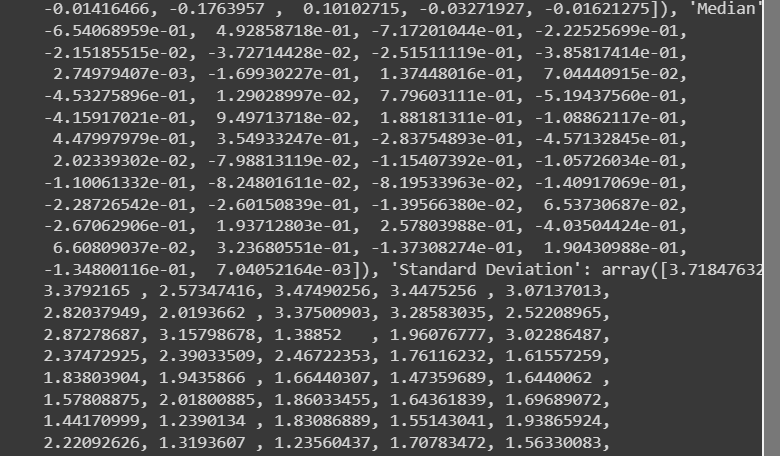 -0.01416466, -0.1763957 ,  0.10102715, -0.03271927, -0.01621275]), 'Median'
-6.54068959e-01,  4.92858718e-01, -7.17201044e-01, -2.22525699e-01,
-2.15185515e-02, -3.72714428e-02, -2.51511119e-01, -3.85817414e-01,
2.74979407e-03, -1.69930227e-01,  1.37448016e-01,  7.04440915e-02,
-4.53275896e-01,  1.29028997e-02,  7.79603111e-01, -5.19437560e-01,
-4.15917021e-01,  9.49713718e-02,  1.88181311e-01, -1.08862117e-01,
4.47997979e-01,  3.54933247e-01, -2.83754893e-01, -4.57132845e-01,
2.02339302e-02, -7.98813119e-02, -1.15407392e-01, -1.05726034e-01,
-1.10061332e-01, -8.24801611e-02, -8.19533963e-02, -1.40917069e-01,
-2.28726542e-01, -2.60150839e-01, -1.39566380e-02,  6.53730687e-02,
-2.67062906e-01,  1.93712803e-01,  2.57803988e-01, -4.03504424e-01,
6.60809037e-02,  3.23680551e-01, -1.37308274e-01,  1.90430988e-01,
-1.34800116e-01,  7.04052164e-03]), 'Standard Deviation': array([3.71847632
3.3792165 , 2.57347416, 3.47490256, 3.4475256 , 3.07137013,
2.82037949, 2.0193662 , 3.37500903, 3.28583035, 2.52208965,
2.87278687, 3.15798678, 1.38852   , 1.96076777, 3.02286487,
2.37472925, 2.39033509, 2.46722353, 1.76116232, 1.61557259,
1.83803904, 1.9435866 , 1.66440307, 1.47359689, 1.6440062 ,
1.57808875, 2.01800885, 1.86033455, 1.64361839, 1.69689072,
1.44170999, 1.2390134 , 1.83086889, 1.55143041, 1.93865924,
2.22092626, 1.3193607 , 1.23560437, 1.70783472, 1.56330083,